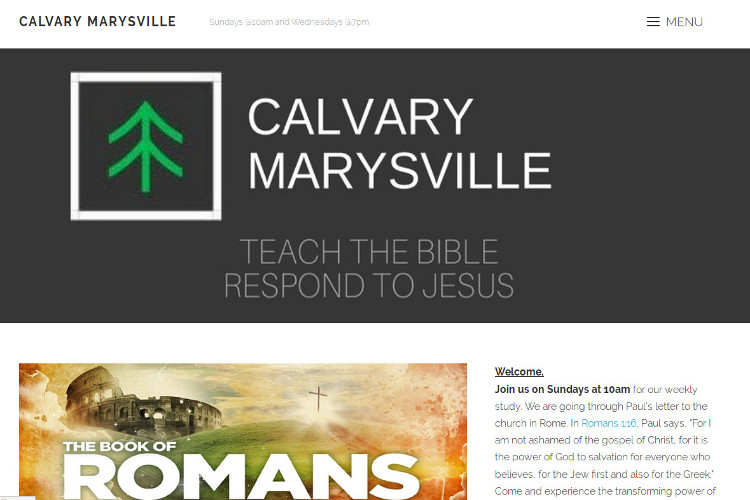 CALVARY MARYSVILLE
Sundays @10am and Wednesdays @7pm
MENU
CALVARY
MARYSVILLE
TEACH THE BIBLE
RESPOND TO JESUS
THE BOOK OF
ROMANS
Welcome,
Join us on Sundays at 10am for our weekly
study. We are going through Paul's letter to the
church in Rome. In Romans 1:16, Paul says, "For I
am not ashamed of the gospel of Christ, for it is
the power of God to salvation for everyone who
believes, for the Jew first and also for the Greek."
Come and experience the transforming power of